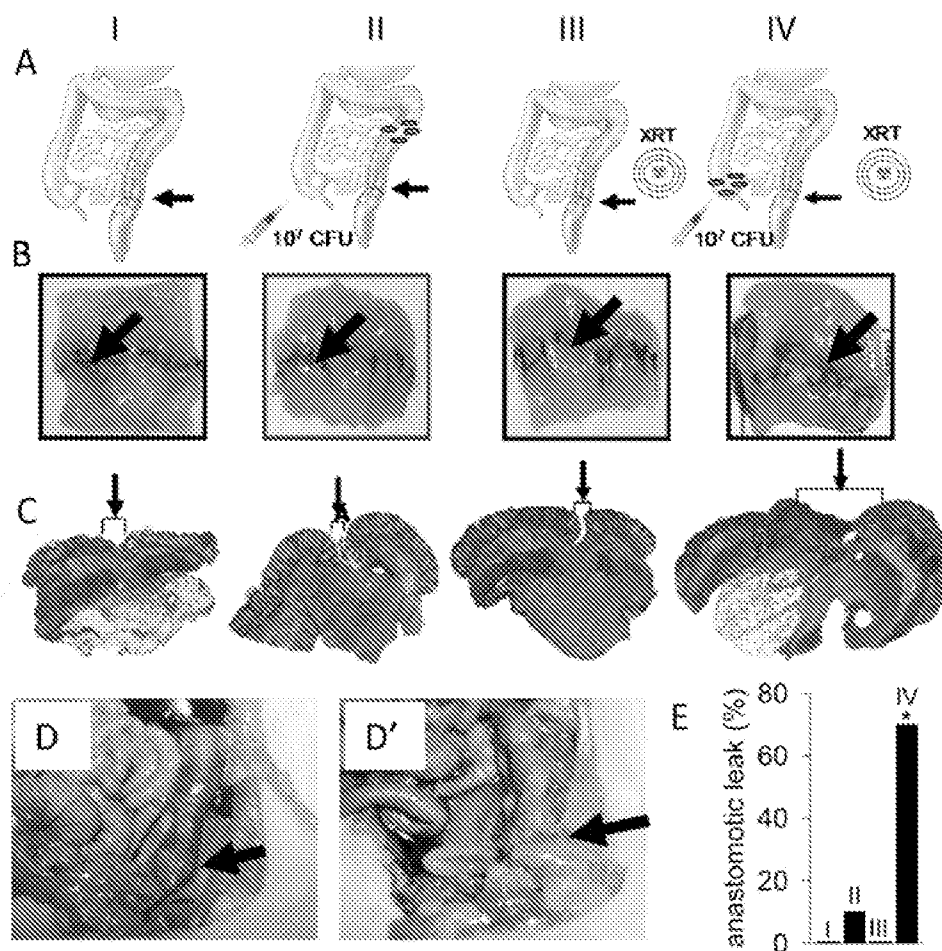 I II III IV
A
XRT XRT
10⁷ CFU 10⁷ CFU
B
C
D D′ E
anastomotic leak (%)
80
60
40
20
0
I
II
III
IV
*